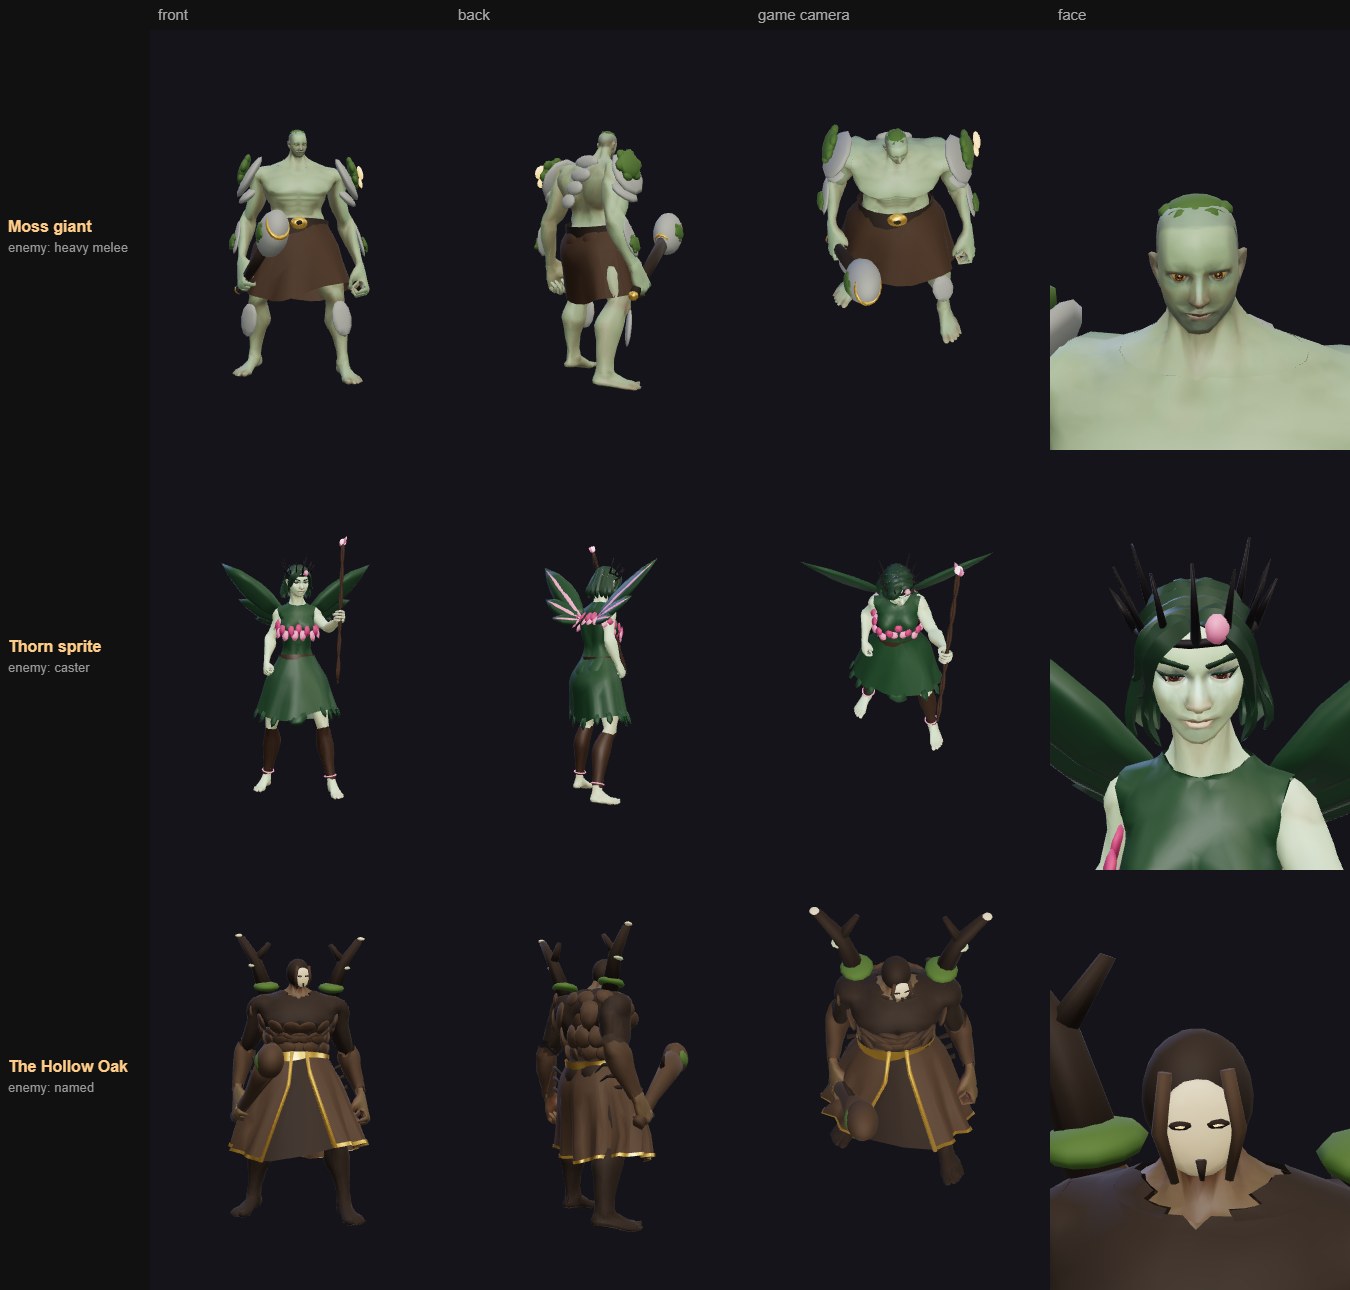 front back game camera face
Moss giant
enemy: heavy melee
Thorn sprite
enemy: caster
The Hollow Oak
enemy: named